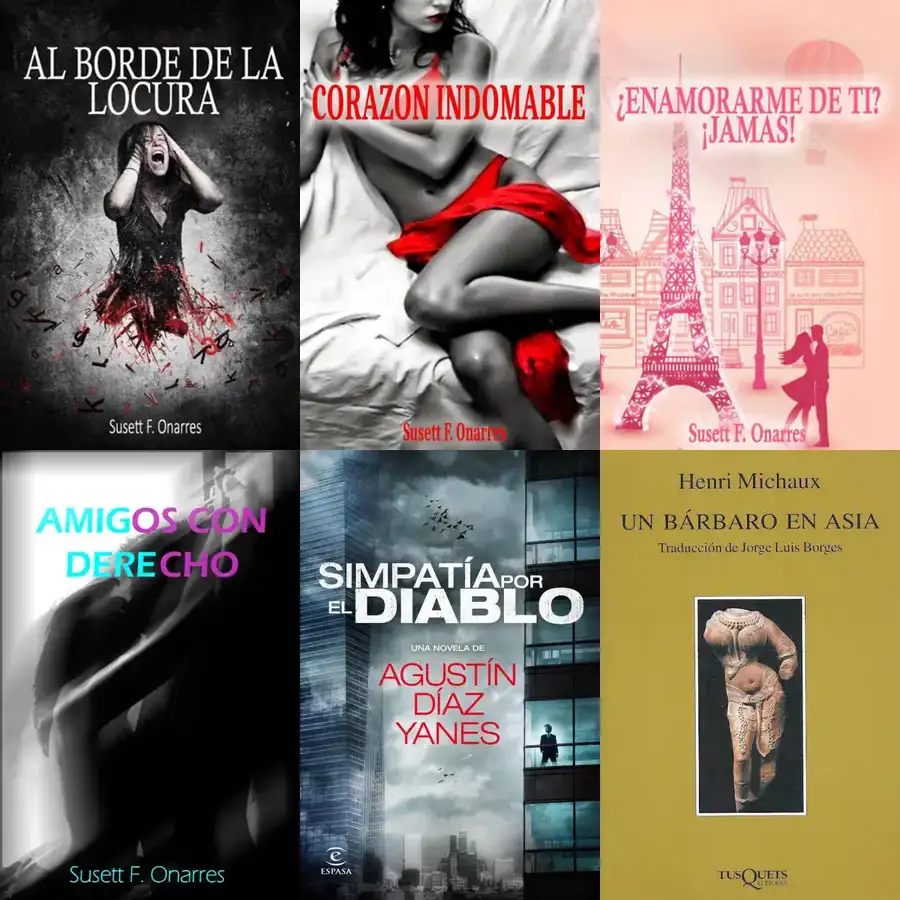 AL BORDE DE LA
LOCURA
Susett F. Onarres
CORAZON INDOMABLE
Susett F. Onarres
¿ENAMORARME DE TI?
¡JAMAS!
Susett F. Onarres
AMIGOS CON
DERECHO
Susett F. Onarres
SIMPATÍA POR
EL DIABLO
UNA NOVELA DE
AGUSTÍN
DÍAZ
YANES
e
ESPASA
Henri Michaux
UN BÁRBARO EN ASIA
Traducción de Jorge Luis Borges
TUSQUETS
EDITORES